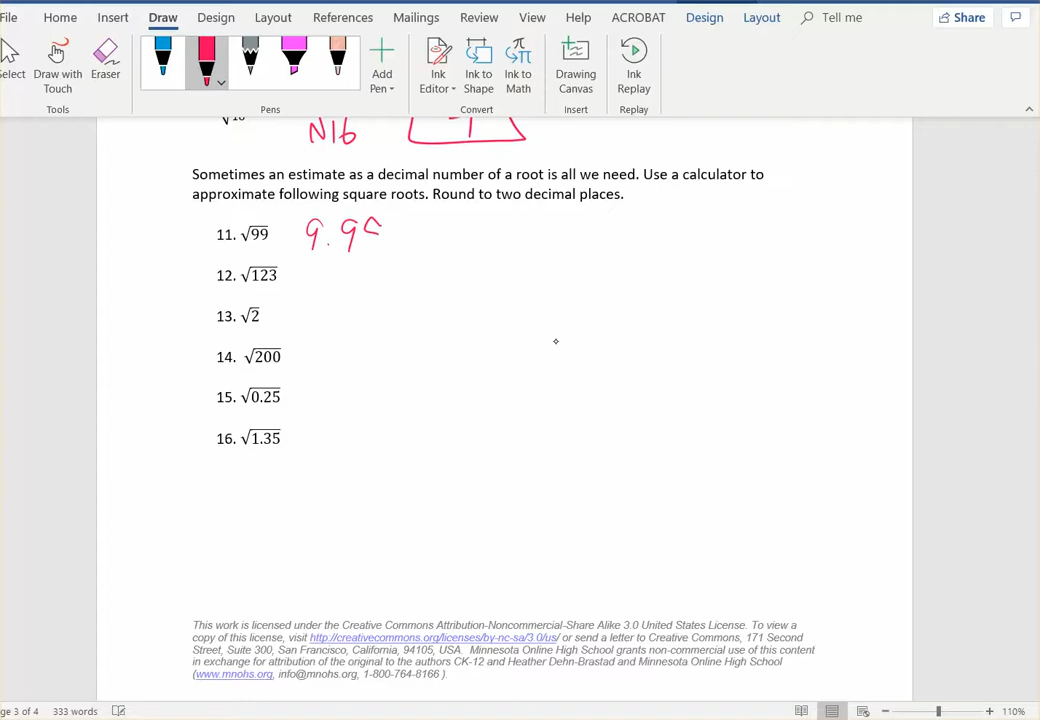 File Home Insert Draw Design Layout References Mailings Review View Help ACROBAT Design Layout Tell me Share
Select Draw with Touch Eraser Add Pen Ink Editor Ink to Shape Ink to Math Drawing Canvas Ink Replay
Tools Pens Convert Insert Replay
√16 N16
Sometimes an estimate as a decimal number of a root is all we need. Use a calculator to
approximate following square roots. Round to two decimal places.
11. √99 9.9
12. √123
13. √2
14. √200
15. √0.25
16. √1.35
This work is licensed under the Creative Commons Attribution-Noncommercial-Share Alike 3.0 United States License. To view a
copy of this license, visit http://creativecommons.org/licenses/by-nc-sa/3.0/us/ or send a letter to Creative Commons, 171 Second
Street, Suite 300, San Francisco, California, 94105, USA. Minnesota Online High School grants non-commercial use of this content
in exchange for attribution of the original to the authors CK-12 and Heather Dehn-Brastad and Minnesota Online High School
(www.mnohs.org, info@mnohs.org, 1-800-764-8166 ).
ge 3 of 4 333 words 110%